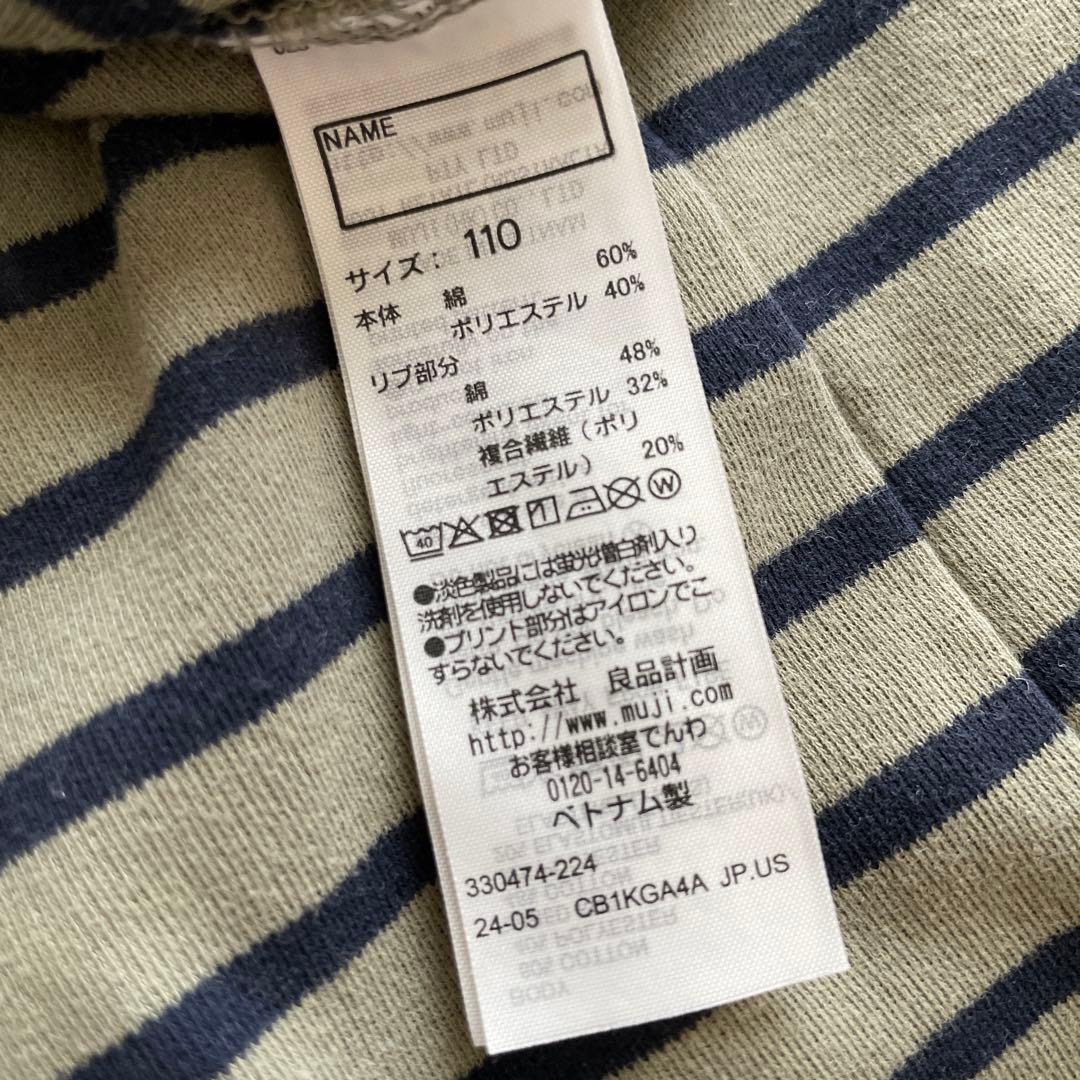 NAME
サイズ： 110
本体 綿 60%
ポリエステル 40%
リブ部分
綿 48%
ポリエステル 32%
複合繊維（ポリ
エステル） 20%
40
W
●淡色製品には蛍光増白剤入り
洗剤を使用しないでください。
●プリント部分はアイロンでこ
すらないでください。
株式会社 良品計画
http://www.muji.com
お客様相談室でんわ
0120-14-6404
ベトナム製
330474-224
24-05 CB1KGA4A JP.US